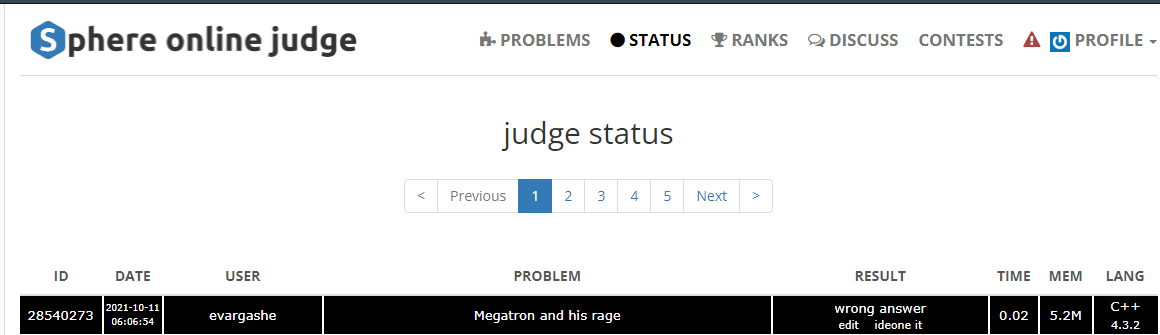 Sphere online judge
PROBLEMS STATUS RANKS DISCUSS CONTESTS PROFILE
judge status
< Previous 1 2 3 4 5 Next >
ID DATE USER PROBLEM RESULT TIME MEM LANG
28540273 2021-10-11 06:06:54 evargashe Megatron and his rage wrong answer edit ideone it 0.02 5.2M C++ 4.3.2